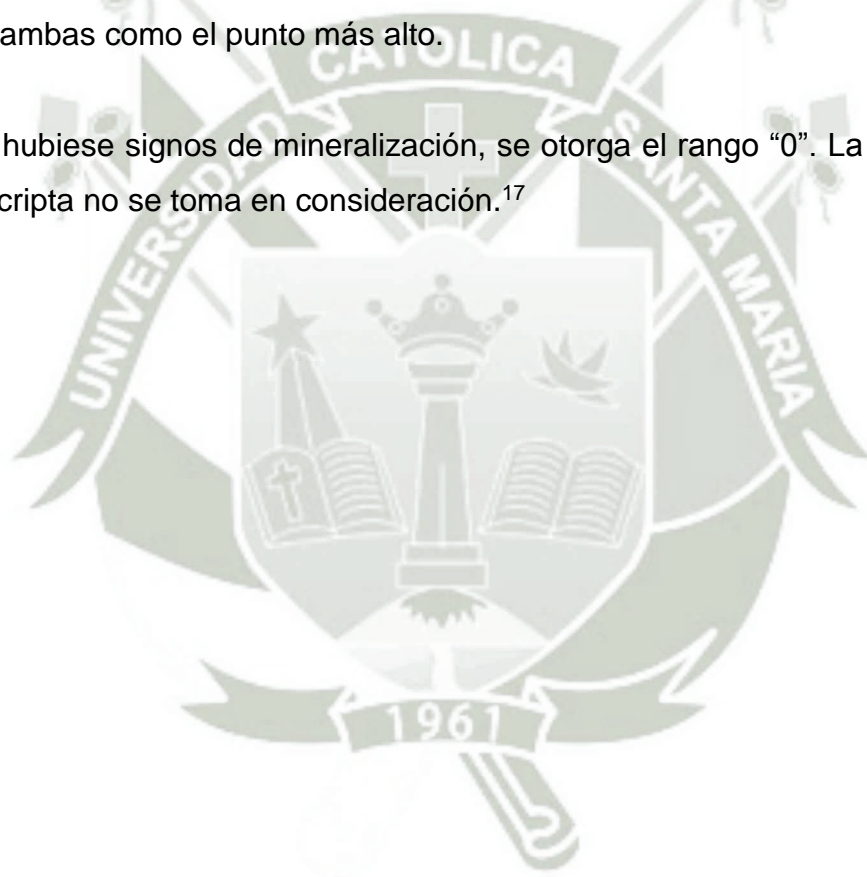 ambas como el punto más alto.
hubiese signos de mineralización, se otorga el rango “0”. La
cripta no se toma en consideración.17
UNIVERSIDAD CATOLICA SANTA MARIA
1961